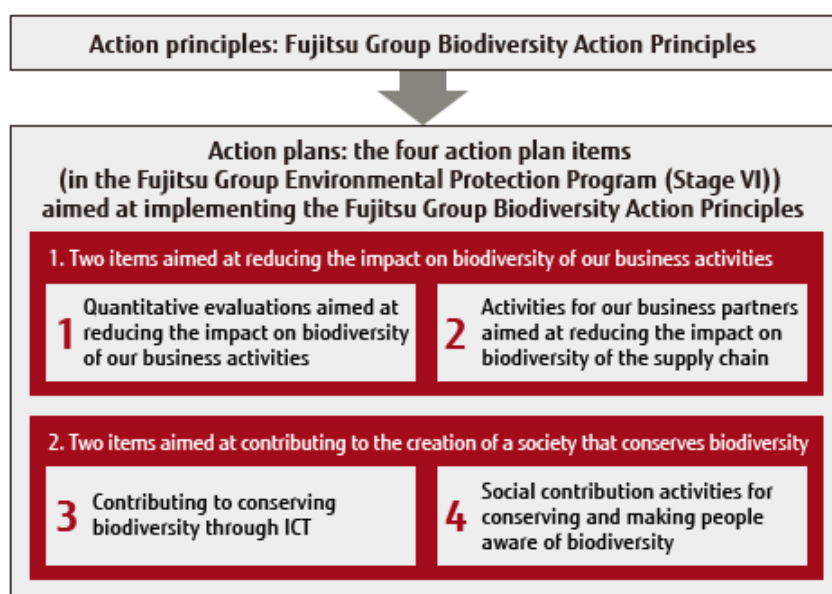 Action principles: Fujitsu Group Biodiversity Action Principles
Action plans: the four action plan items
(in the Fujitsu Group Environmental Protection Program (Stage VI))
aimed at implementing the Fujitsu Group Biodiversity Action Principles
1. Two items aimed at reducing the impact on biodiversity of our business activities
1
Quantitative evaluations aimed at
reducing the impact on biodiversity
of our business activities
2
Activities for our business partners
aimed at reducing the impact on
biodiversity of the supply chain
2. Two items aimed at contributing to the creation of a society that conserves biodiversity
3
Contributing to conserving
biodiversity through ICT
4
Social contribution activities for
conserving and making people
aware of biodiversity